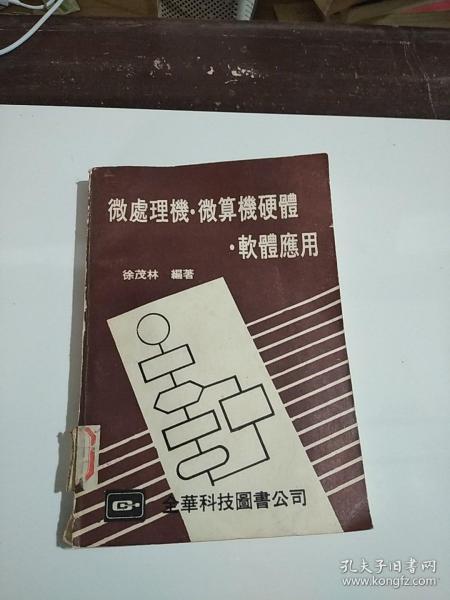 微處理機·微算機硬體
·軟體應用
徐茂林 編著
C
全華科技圖書公司
孔夫子旧书网
www.kongfz.com